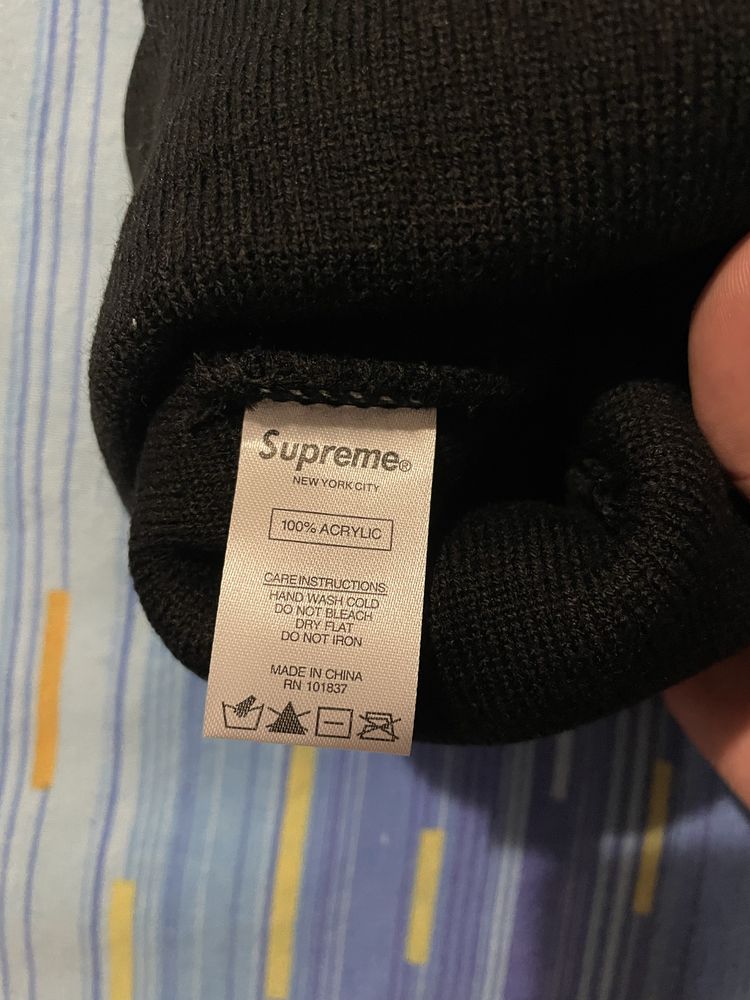 Supreme®
NEW YORK CITY
100% ACRYLIC
CARE INSTRUCTIONS
HAND WASH COLD
DO NOT BLEACH
DRY FLAT
DO NOT IRON
MADE IN CHINA
RN 101837